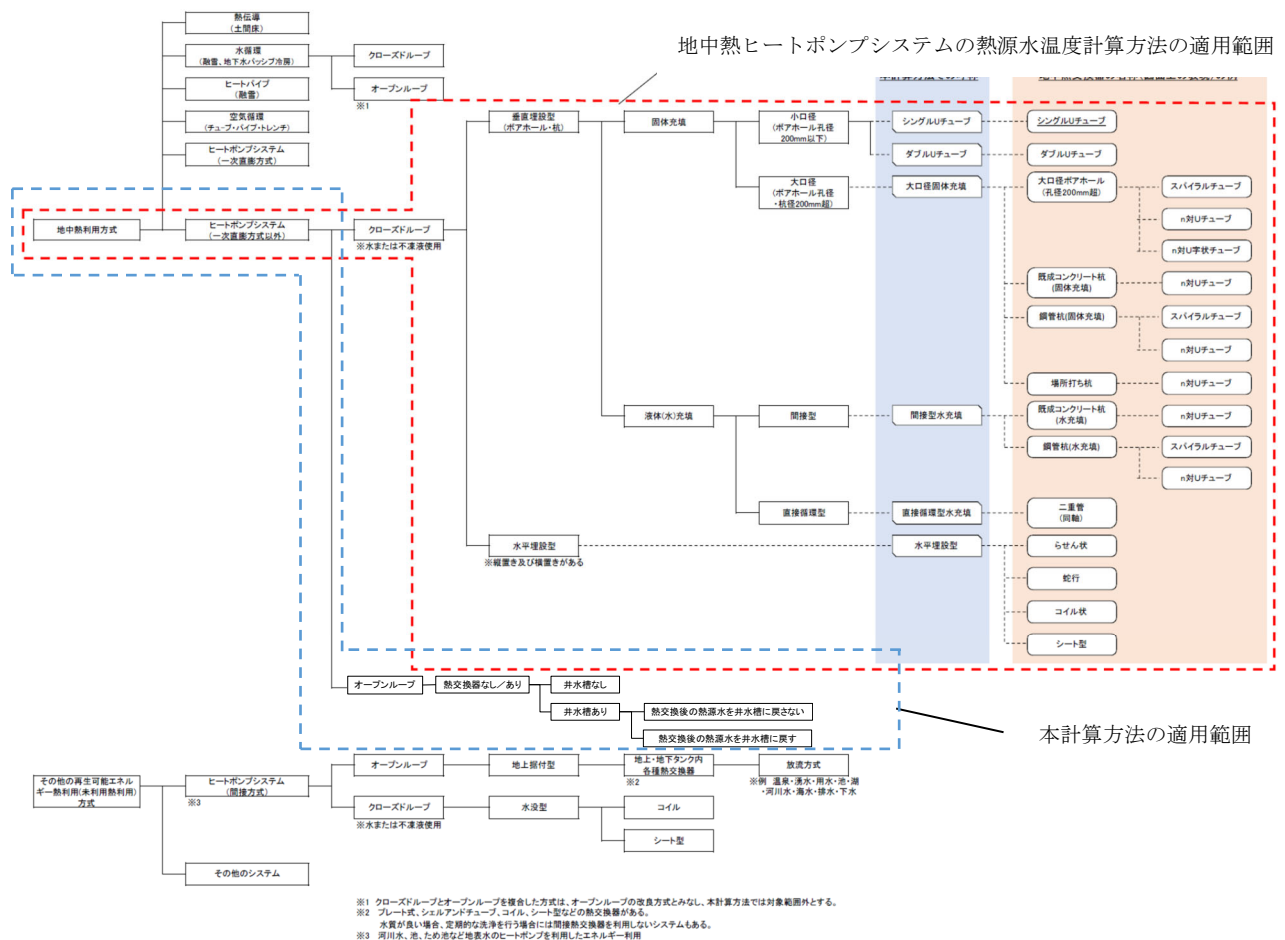 地中熱ヒートポンプシステムの熱源水温度計算方法の適用範囲
熱伝導
(土間床)
水循環
(融雪、地下水パッシブ冷房)
クローズドループ
ヒートパイプ
(融雪)
オープンループ
※1
空気循環
(チューブ・パイプ・トレンチ)
ヒートポンプシステム
(一次直膨方式)
垂直埋設型
(ボアホール・杭)
固体充填
小口径
(ボアホール孔径
200mm以下)
シングルUチューブ
シングルUチューブ
ダブルUチューブ
ダブルUチューブ
大口径
(ボアホール孔径
・杭径200mm超)
大口径固体充填
大口径ボアホール
(孔径200mm超)
スパイラルチューブ
n対Uチューブ
n対U字状チューブ
地中熱利用方式
ヒートポンプシステム
(一次直膨方式以外)
クローズドループ
※水または不凍液使用
既成コンクリート杭
(固体充填)
n対Uチューブ
鋼管杭(固体充填)
スパイラルチューブ
n対Uチューブ
場所打ち杭
n対Uチューブ
液体(水)充填
間接型
間接型水充填
既成コンクリート杭
(水充填)
n対Uチューブ
鋼管杭(水充填)
スパイラルチューブ
n対Uチューブ
直接循環型
直接循環型水充填
二重管
(同軸)
水平埋設型
※縦置き及び横置きがある
水平埋設型
らせん状
蛇行
コイル状
シート型
オープンループ
熱交換器なし/あり
井水槽なし
井水槽あり
熱交換後の熱源水を井水槽に戻さない
熱交換後の熱源水を井水槽に戻す
本計算方法の適用範囲
その他の再生可能エネル
ギー熱利用(未利用熱利用)
方式
ヒートポンプシステム
(間接方式)
※3
オープンループ
地上据付型
地上・地下タンク内
各種熱交換器
※2
放流方式
※例 温泉・湧水・用水・池・湖
・河川水・海水・排水・下水
クローズドループ
※水または不凍液使用
水没型
コイル
シート型
その他のシステム
※1 クローズドループとオープンループを複合した方式は、オープンループの改良方式とみなし、本計算方法では対象範囲外とする。
※2 プレート式、シェルアンドチューブ、コイル、シート型などの熱交換器がある。
水質が良い場合、定期的な洗浄を行う場合には間接熱交換器を利用しないシステムもある。
※3 河川水、池、ため池など地表水のヒートポンプを利用したエネルギー利用